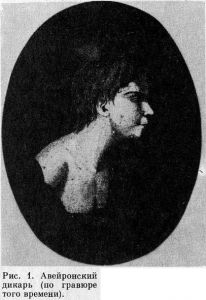 Рис. 1. Авейронский
дикарь (по гравюре
того времени).